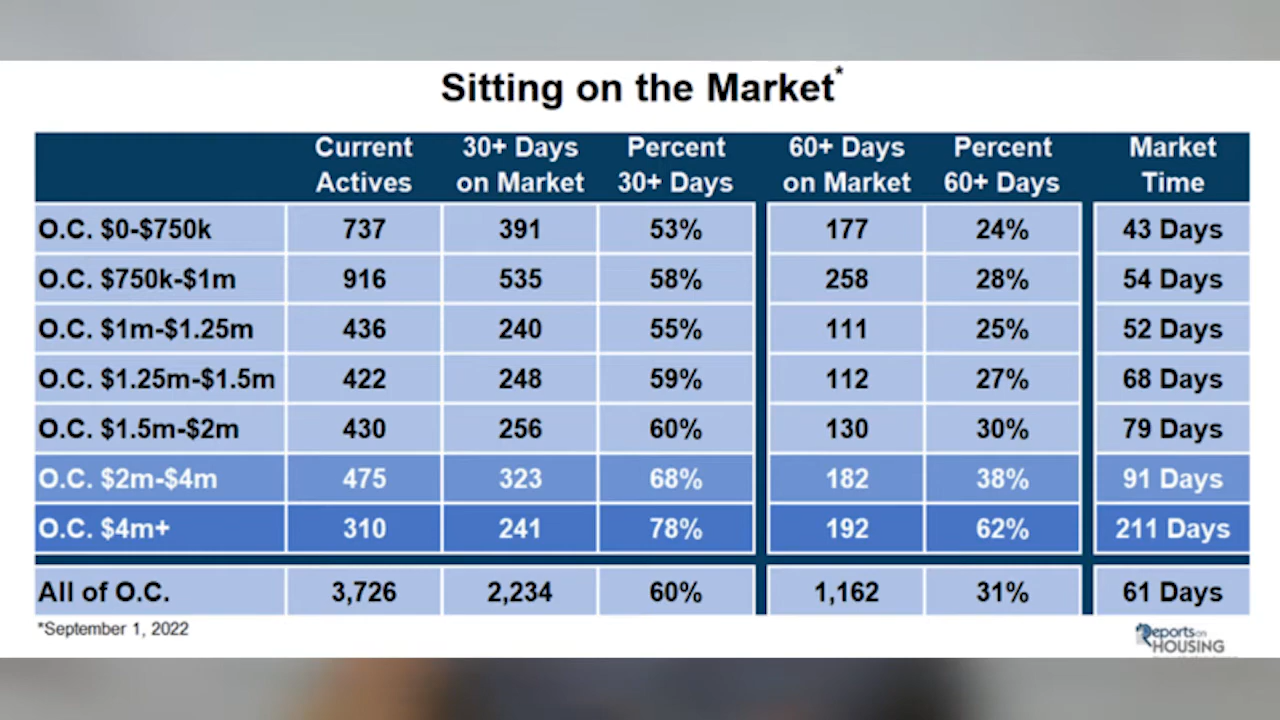 Sitting on the Market*
Current Actives 30+ Days on Market Percent 30+ Days 60+ Days on Market Percent 60+ Days Market Time
O.C. $0-$750k 737 391 53% 177 24% 43 Days
O.C. $750k-$1m 916 535 58% 258 28% 54 Days
O.C. $1m-$1.25m 436 240 55% 111 25% 52 Days
O.C. $1.25m-$1.5m 422 248 59% 112 27% 68 Days
O.C. $1.5m-$2m 430 256 60% 130 30% 79 Days
O.C. $2m-$4m 475 323 68% 182 38% 91 Days
O.C. $4m+ 310 241 78% 192 62% 211 Days
All of O.C. 3,726 2,234 60% 1,162 31% 61 Days
*September 1, 2022
Reports on
HOUSING